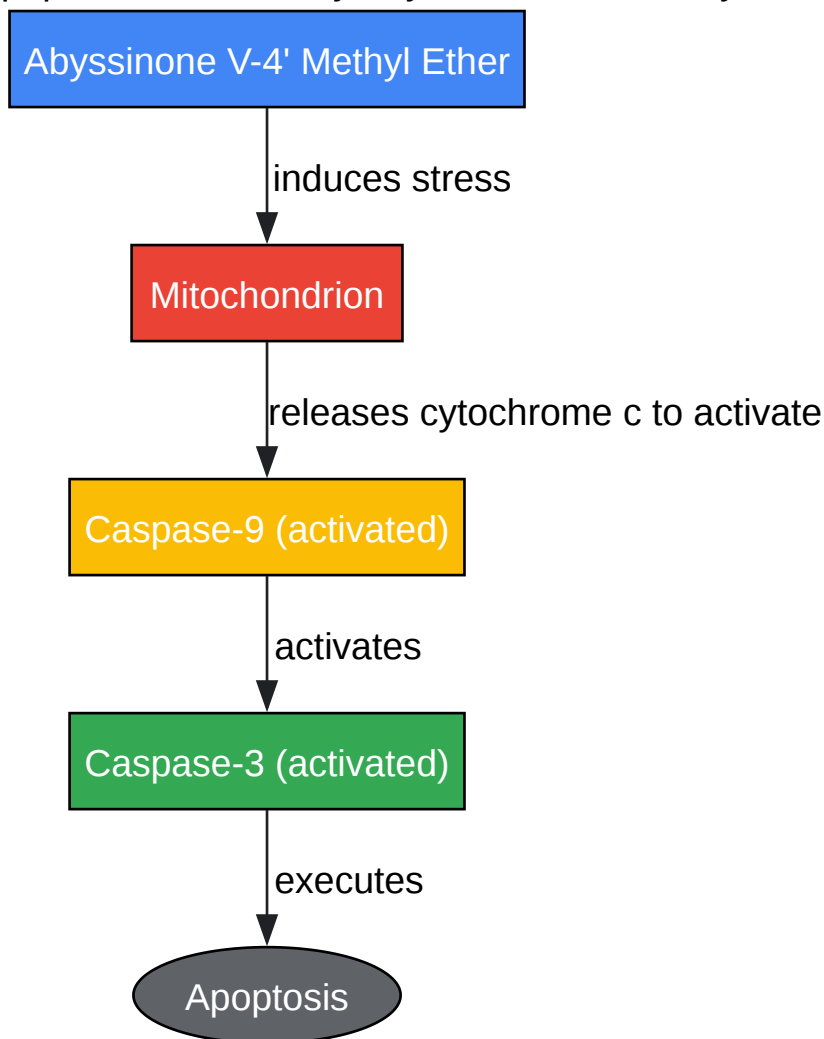 Abyssinone V-4' Methyl Ether
induces stress
Mitochondrion
releases cytochrome c to activate
Caspase-9 (activated)
activates
Caspase-3 (activated)
executes
Apoptosis